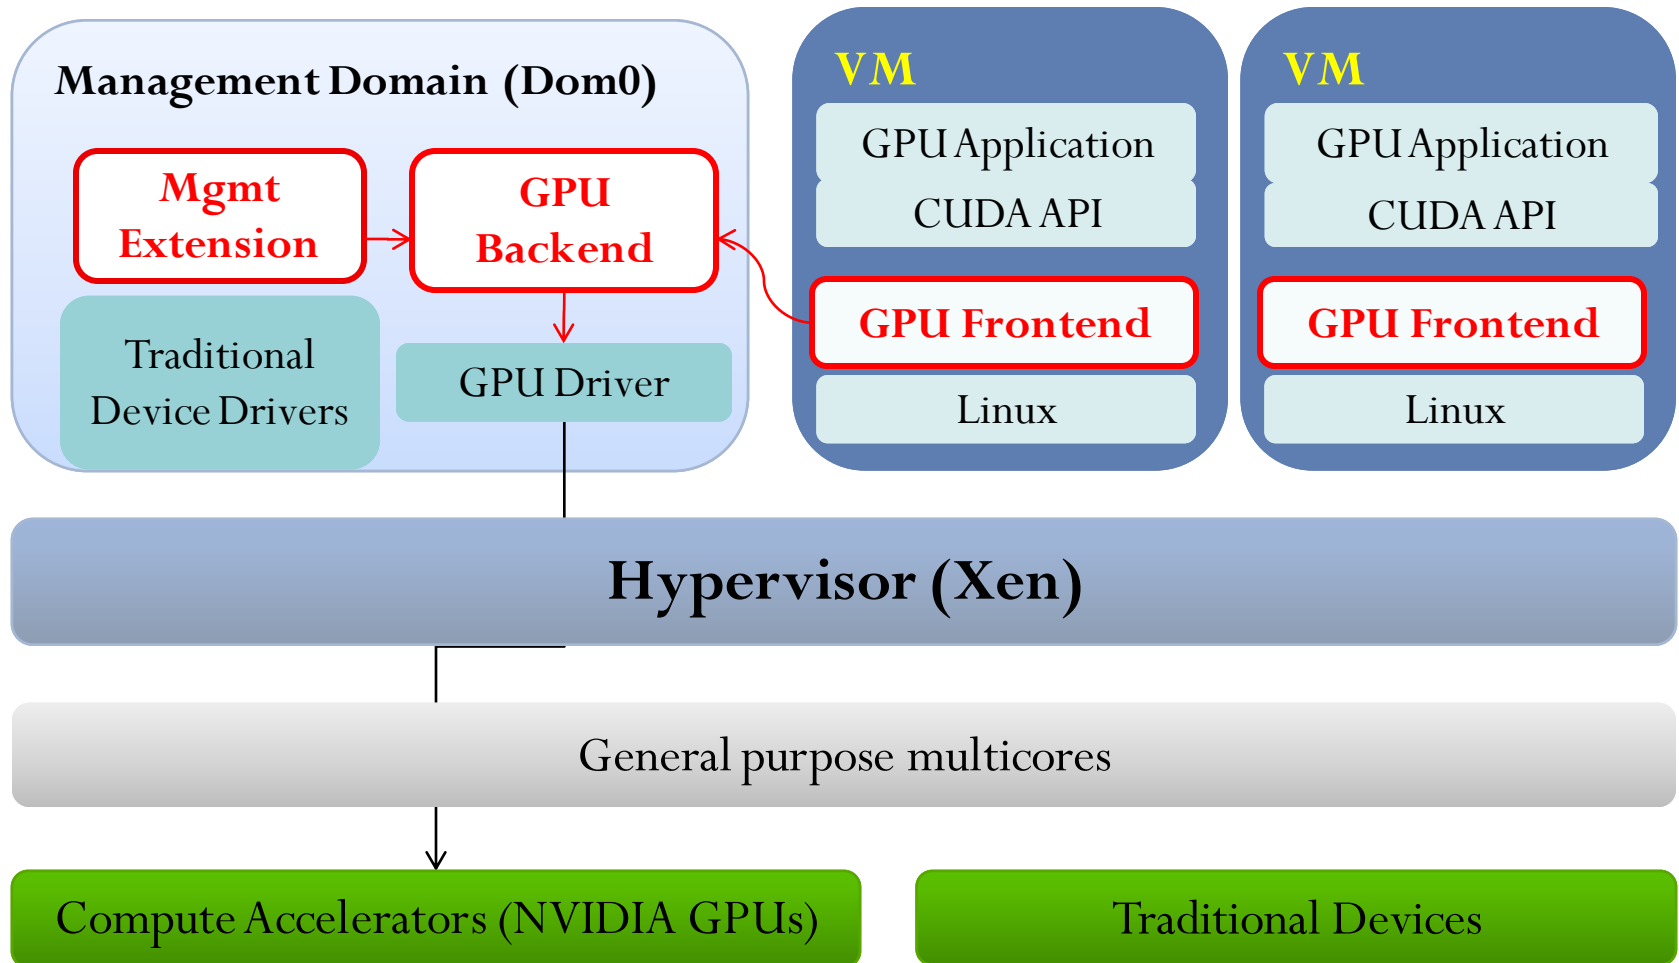 Management Domain (Dom0)
Mgmt
Extension
GPU
Backend
Traditional
Device Drivers
GPU Driver
VM
GPU Application
CUDA API
GPU Frontend
Linux
VM
GPU Application
CUDA API
GPU Frontend
Linux
Hypervisor (Xen)
General purpose multicores
Compute Accelerators (NVIDIA GPUs)
Traditional Devices